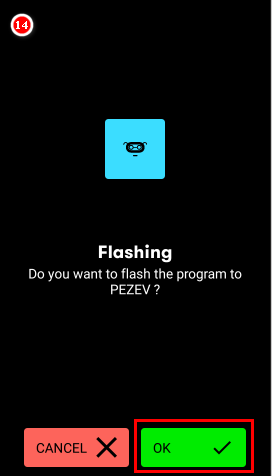 14
Flashing
Do you want to flash the program to
PEZEV ?
CANCEL
OK